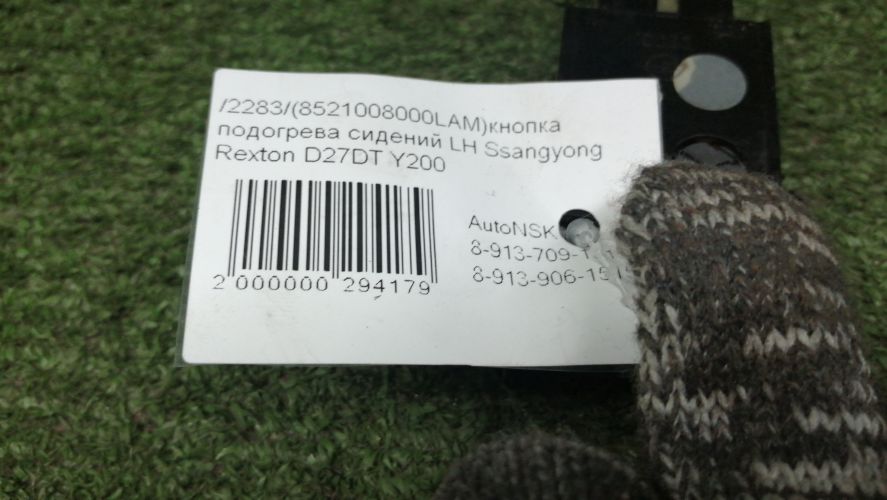 /2283/(8521008000LAM)кнопка
подогрева сидений LH Ssangyong
Rexton D27DT Y200
AutoNSK
8-913-709-1
8-913-906-15
2 000000 294179